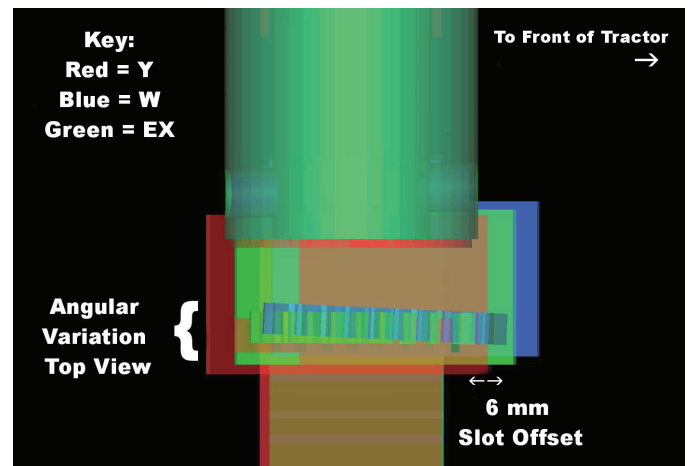 Key:
Red = Y
Blue = W
Green = EX
To Front of Tractor
→
Angular
Variation
Top View
{
←→
6 mm
Slot Offset